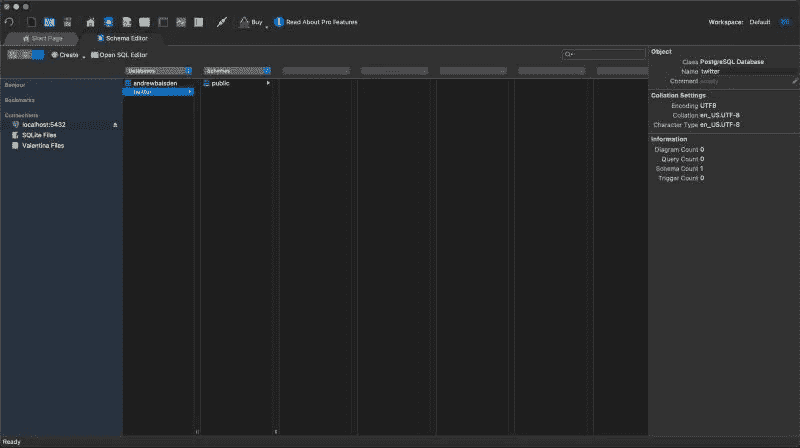 Buy
Read About Pro Features
Workspace: Default
Start Page
Schema Editor
Create
Open SQL Editor
Databases
Schemas
Bonjour
Bookmarks
Connections
localhost:5432
SQLite Files
Valentina Files
andrewbaisden
twitter
public
Object
Class PostgreSQL Database
Name twitter
Comment empty
Collation Settings
Encoding UTF8
Collation en_US.UTF-8
Character Type en_US.UTF-8
Information
Diagram Count 0
Query Count 0
Schema Count 1
Trigger Count 0
Ready